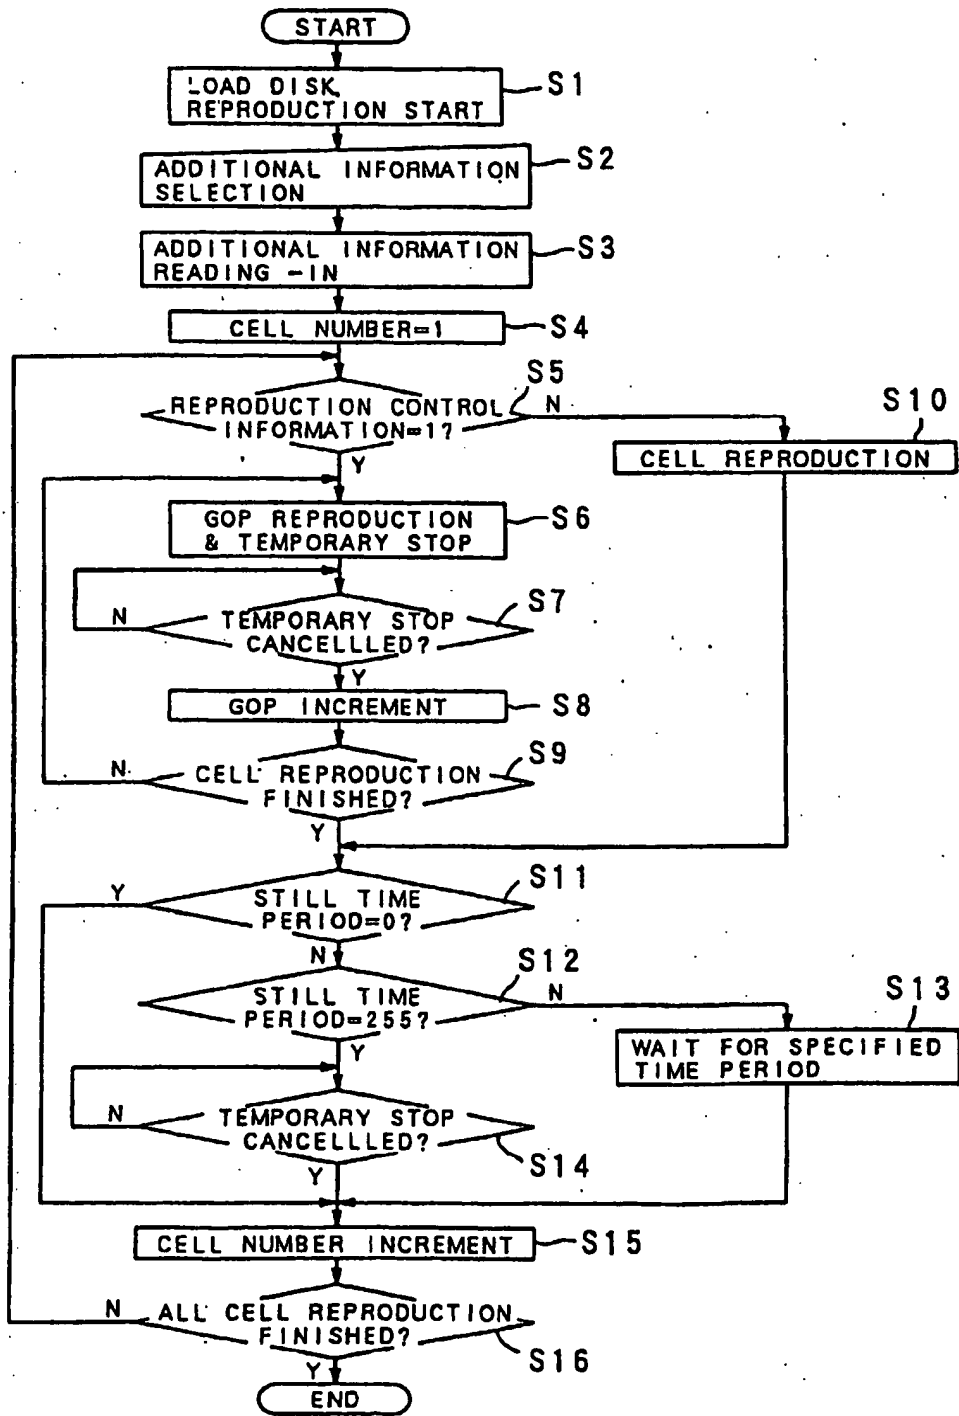 START
LOAD DISK
REPRODUCTION START
S1
ADDITIONAL INFORMATION
SELECTION
S2
ADDITIONAL INFORMATION
READING -IN
S3
CELL NUMBER=1
S4
REPRODUCTION CONTROL
INFORMATION=1?
S5
N
Y
CELL REPRODUCTION
S10
GOP REPRODUCTION
& TEMPORARY STOP
S6
TEMPORARY STOP
CANCELLLED?
S7
N
Y
GOP INCREMENT
S8
CELL REPRODUCTION
FINISHED?
S9
N
Y
STILL TIME
PERIOD=0?
S11
Y
N
STILL TIME
PERIOD=255?
S12
N
Y
WAIT FOR SPECIFIED
TIME PERIOD
S13
TEMPORARY STOP
CANCELLLED?
S14
N
Y
CELL NUMBER INCREMENT
S15
ALL CELL REPRODUCTION
FINISHED?
S16
N
Y
END